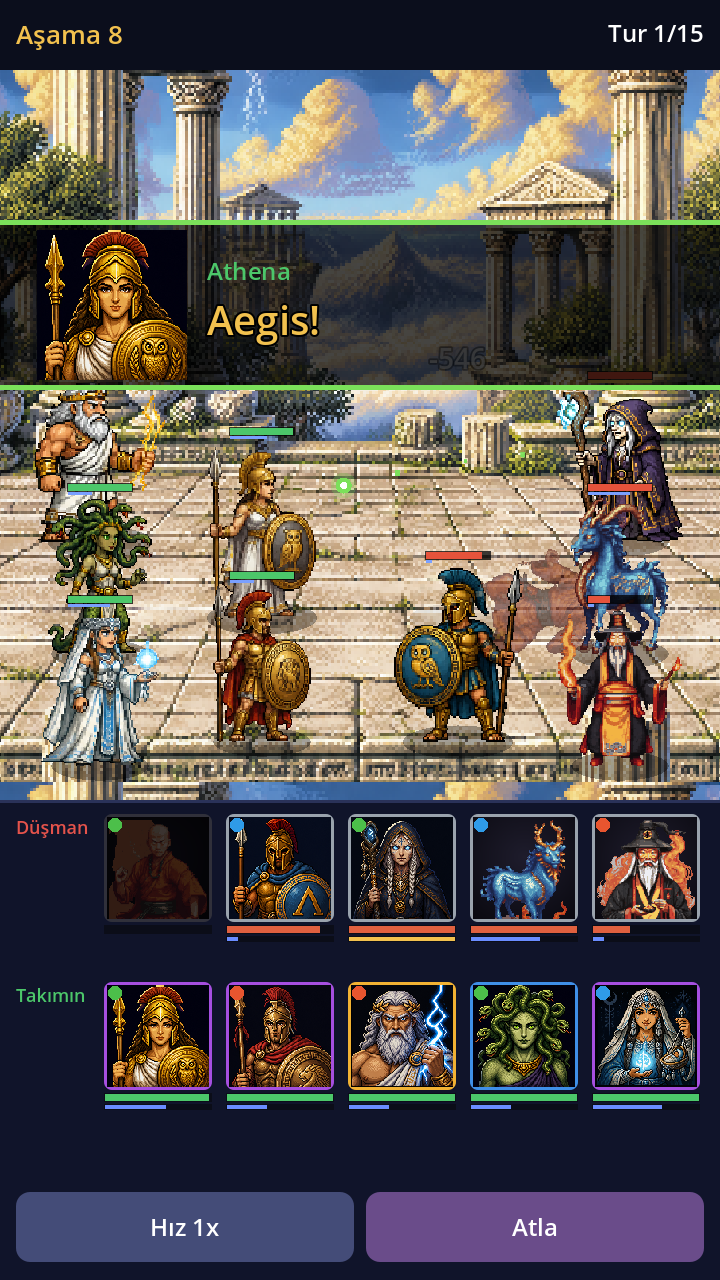 Aşama 8
Tur 1/15
Athena
Aegis!
-546
Düşman
Takımın
Hız 1x
Atla